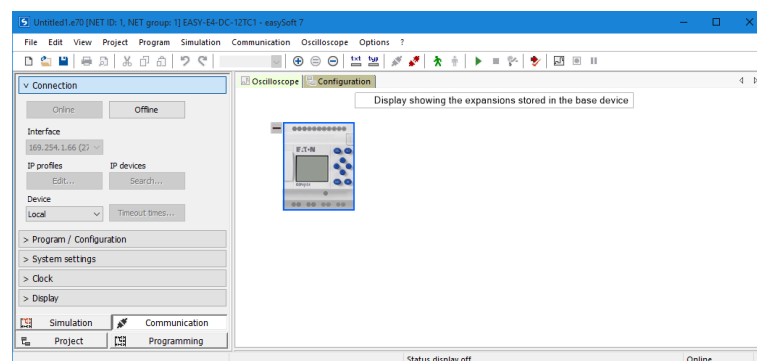 Untitled1.e70 [NET ID: 1, NET group: 1] EASY-E4-DC-12TC1 - easySoft 7
File Edit View Project Program Simulation Communication Oscilloscope Options ?
Connection
Oscilloscope Configuration
Display showing the expansions stored in the base device
Online Offline
Interface
169.254.1.66 (27
IP profiles IP devices
Edit... Search...
Device
Local Timeout times...
> Program / Configuration
> System settings
> Clock
> Display
Simulation Communication
Project Programming
Status display off Online